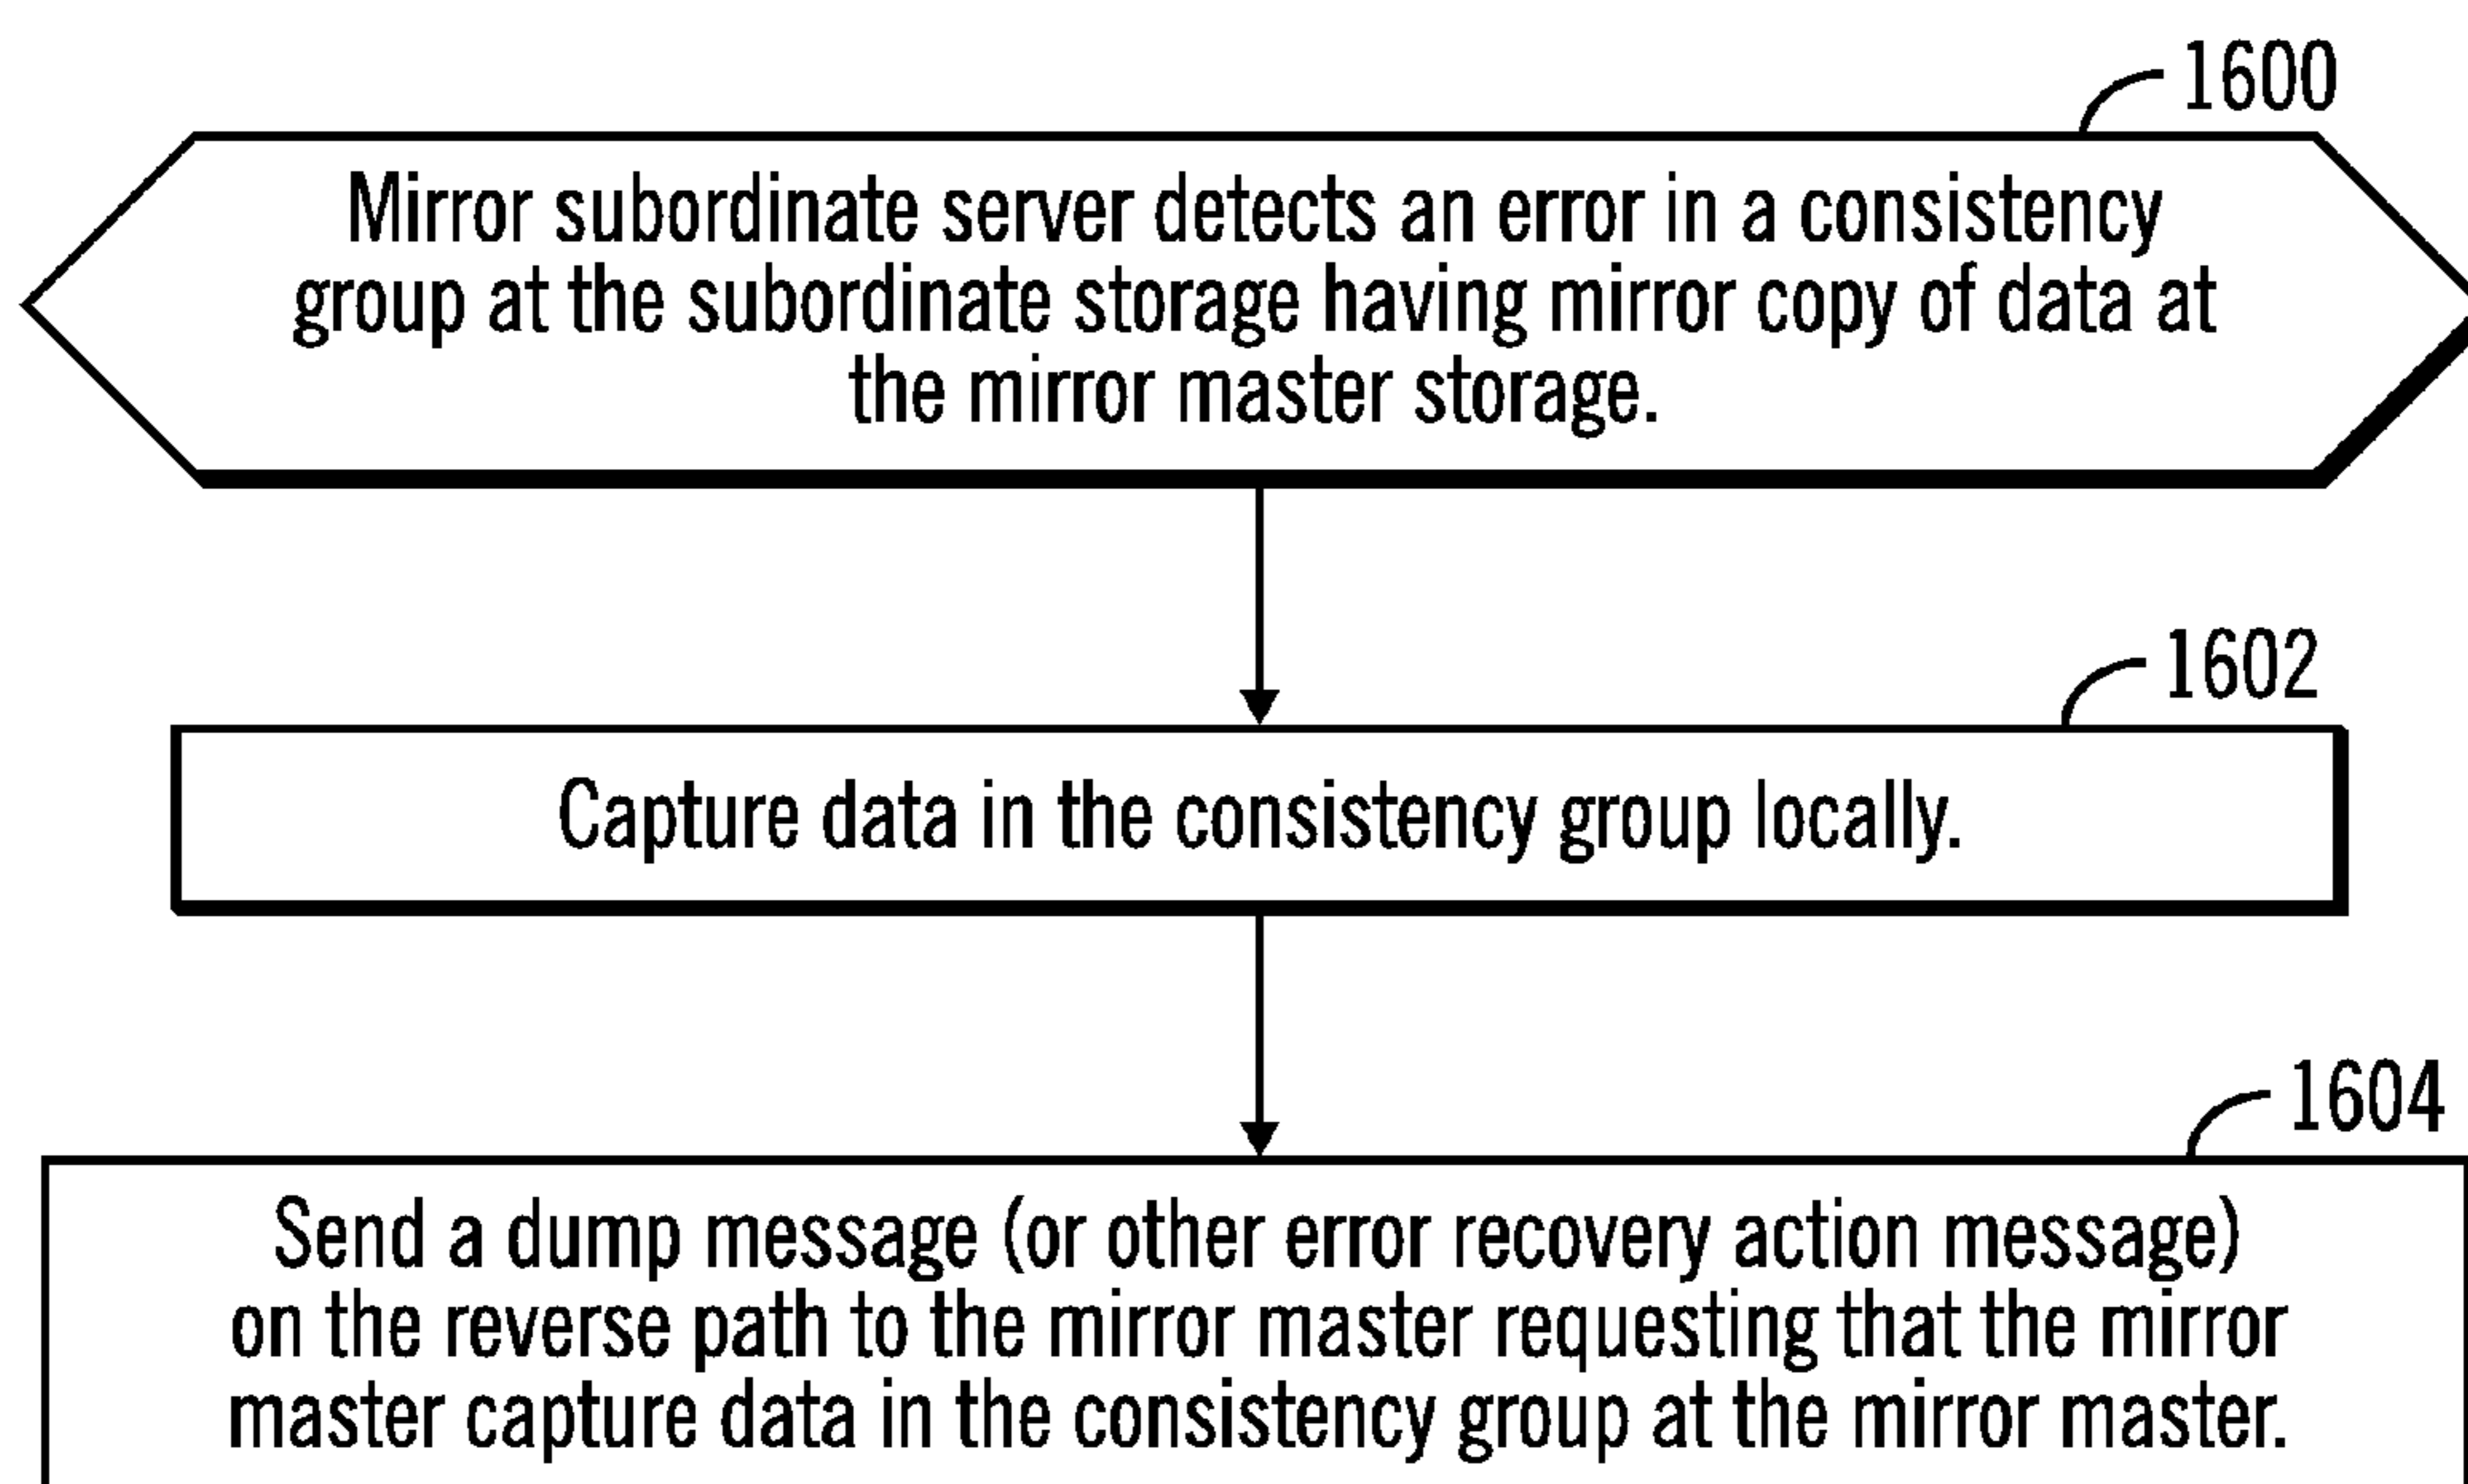 1600
Mirror subordinate server detects an error in a consistency
group at the subordinate storage having mirror copy of data at
the mirror master storage.
1602
Capture data in the consistency group locally.
1604
Send a dump message (or other error recovery action message)
on the reverse path to the mirror master requesting that the mirror
master capture data in the consistency group at the mirror master.